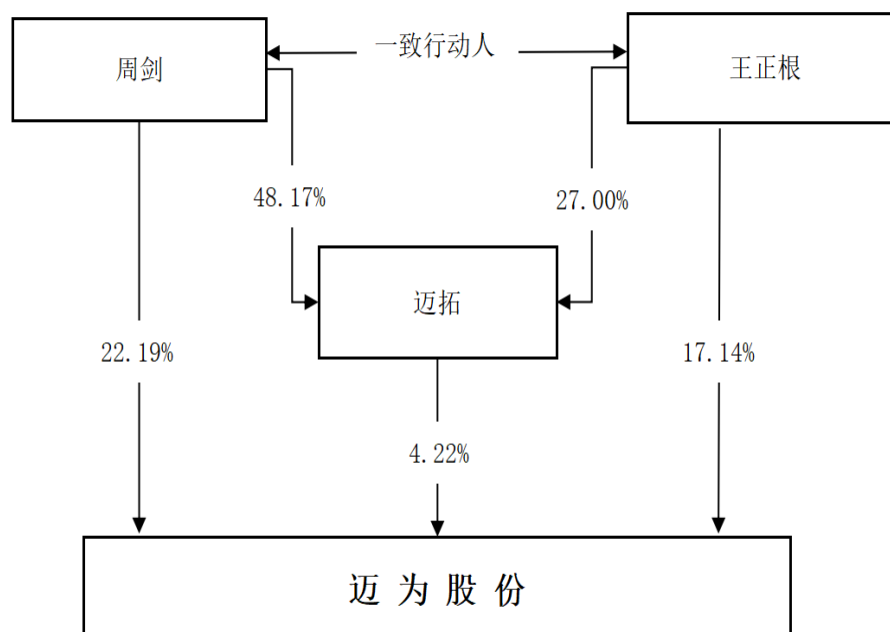 一致行动人
周剑
王正根
48.17%
27.00%
迈拓
22.19%
17.14%
4.22%
迈为股份